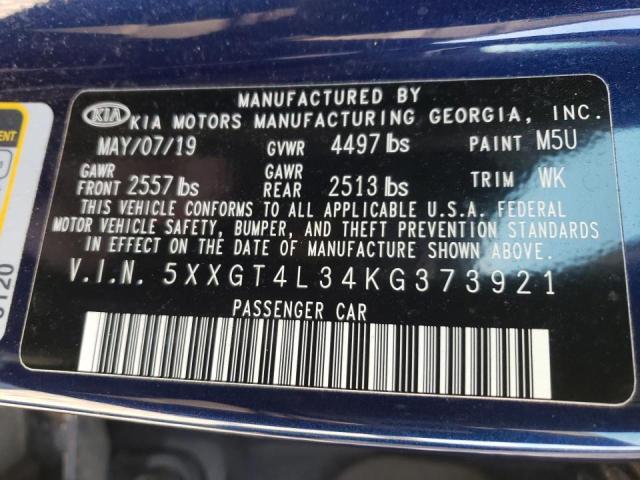 MANUFACTURED BY
KIA KIA MOTORS MANUFACTURING GEORGIA, INC.
MAY/07/19 GVWR 4497 lbs PAINT M5U
GAWR GAWR
FRONT 2557 lbs REAR 2513 lbs TRIM WK
THIS VEHICLE CONFORMS TO ALL APPLICABLE U.S.A. FEDERAL
MOTOR VEHICLE SAFETY, BUMPER, AND THEFT PREVENTION STANDARDS
IN EFFECT ON THE DATE OF MANUFACTURE SHOWN ABOVE.
V.I.N. 5XXGT4L34KG373921
PASSENGER CAR